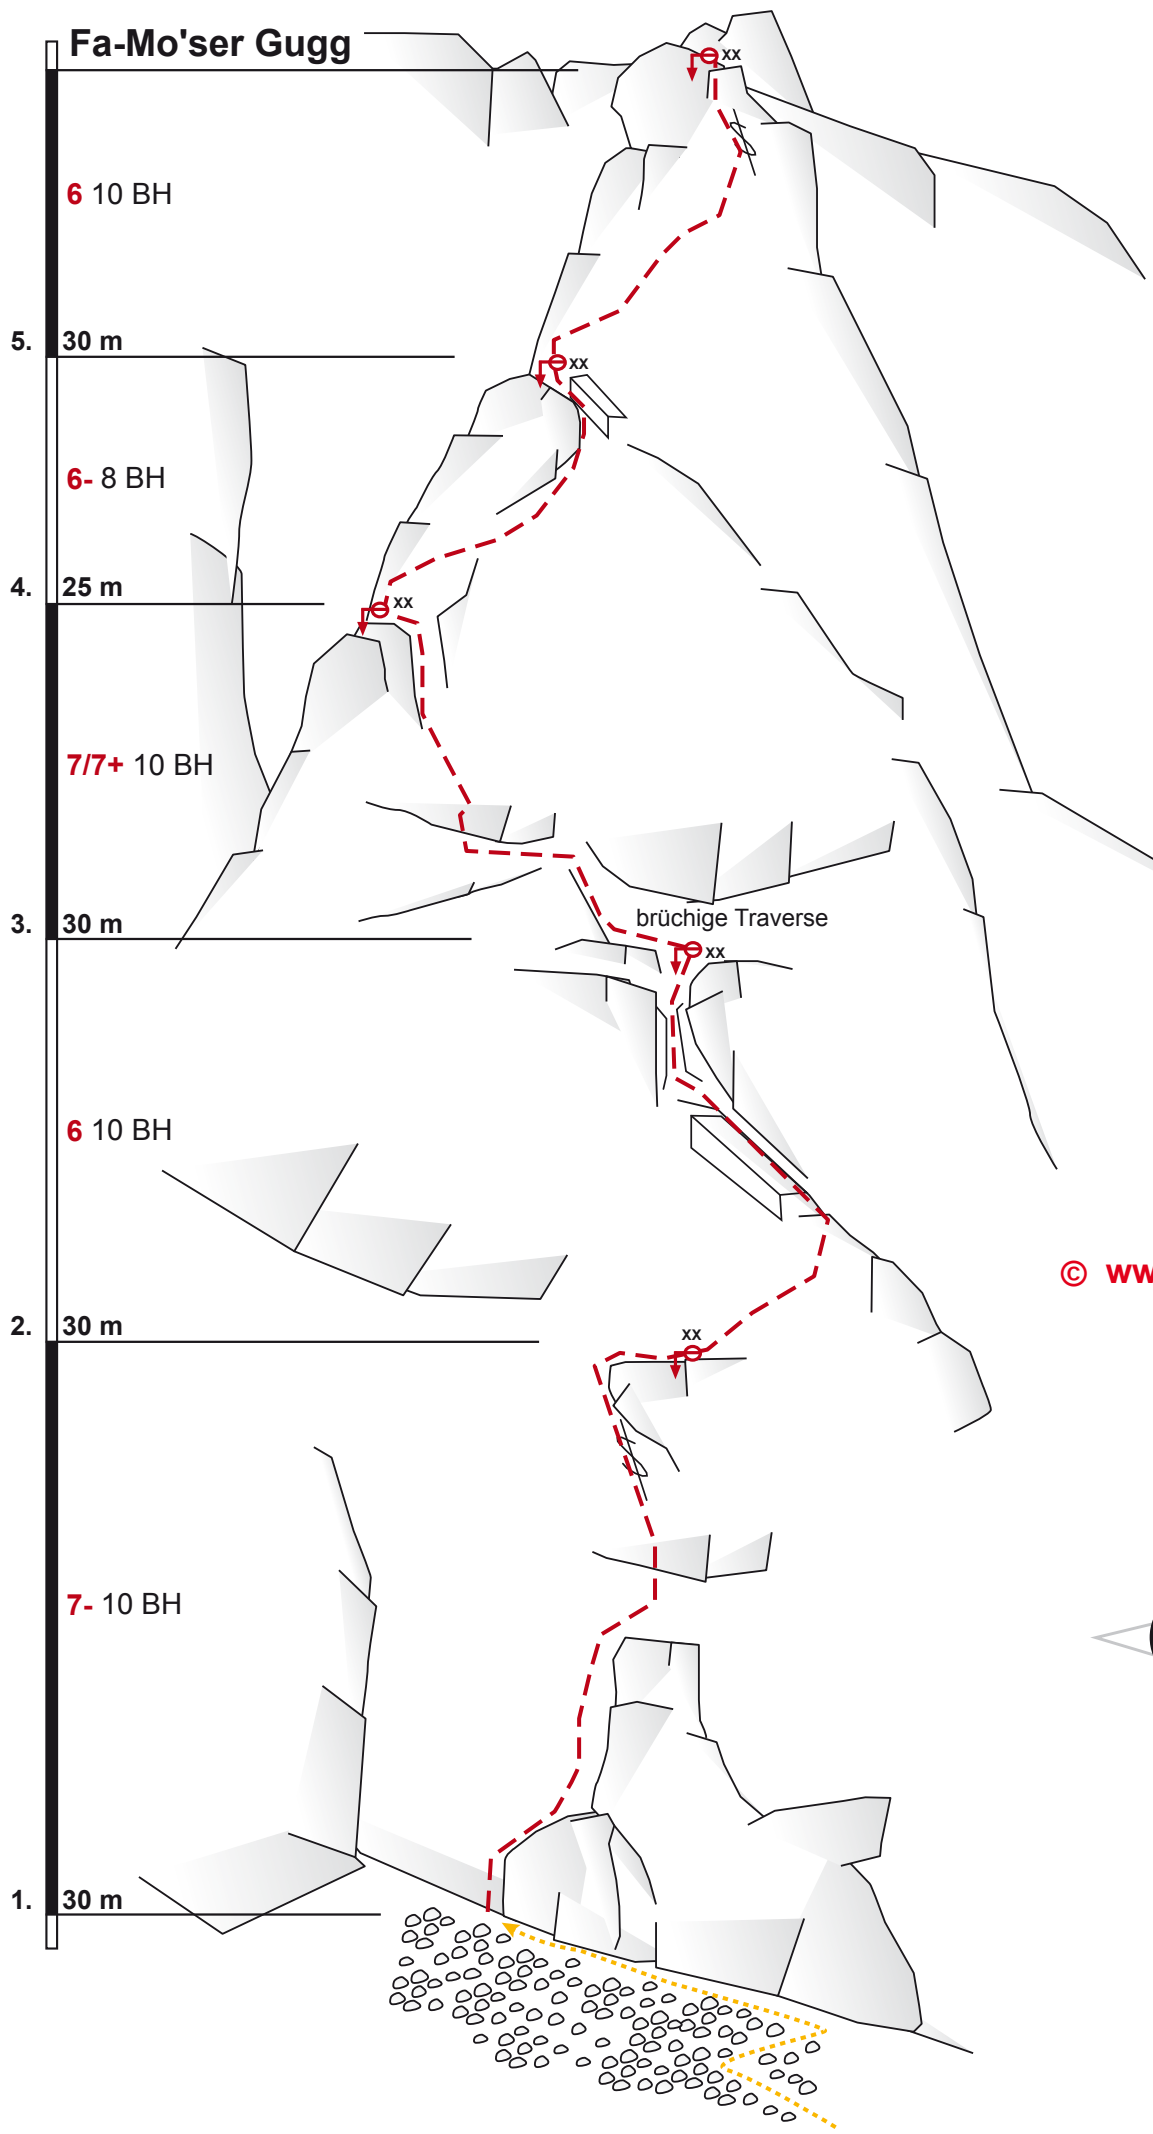 Fa-Mo'ser Gugg
xx
6 10 BH
5. 30 m
xx
6- 8 BH
4. 25 m
xx
7/7+ 10 BH
brüchige Traverse
3. 30 m
xx
6 10 BH
© ww
2. 30 m
xx
7- 10 BH
1. 30 m